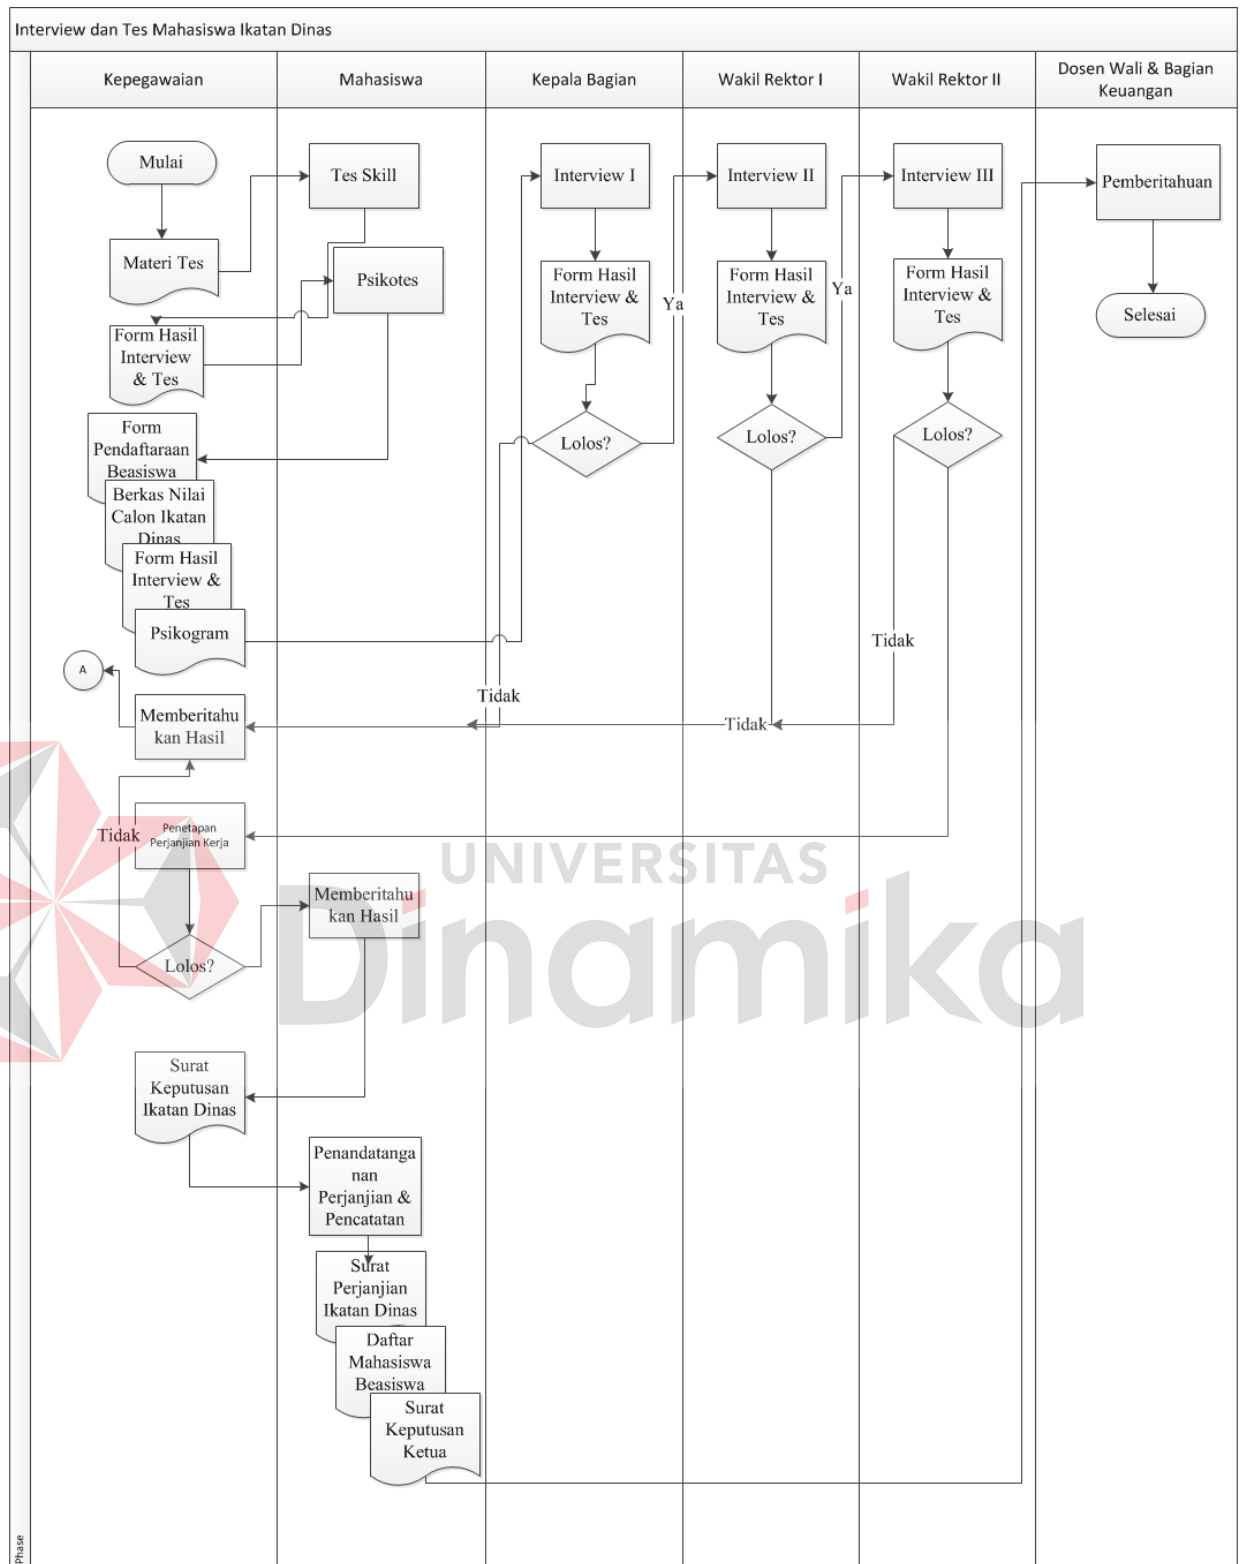 Interview dan Tes Mahasiswa Ikatan Dinas
Kepegawaian
Mahasiswa
Kepala Bagian
Wakil Rektor I
Wakil Rektor II
Dosen Wali & Bagian
Keuangan
Mulai
Tes Skill
Interview I
Interview II
Interview III
Pemberitahuan
Materi Tes
Psikotes
Form Hasil
Interview &
Tes
Ya
Form Hasil
Interview &
Tes
Ya
Form Hasil
Interview &
Tes
Selesai
Form Hasil
Interview
& Tes
Form
Pendaftaraan
Beasiswa
Lolos?
Lolos?
Lolos?
Berkas Nilai
Calon Ikatan
Dinas
Form Hasil
Interview &
Tes
Psikogram
Tidak
A
Tidak
Memberitahu
kan Hasil
Tidak
Tidak
Penetapan
Perjanjian Kerja
UNIVERSITAS
Dinamika
Memberitahu
kan Hasil
Lolos?
Surat
Keputusan
Ikatan Dinas
Penandatanga
nan
Perjanjian &
Pencatatan
Surat
Perjanjian
Ikatan Dinas
Daftar
Mahasiswa
Beasiswa
Surat
Keputusan
Ketua
Phase